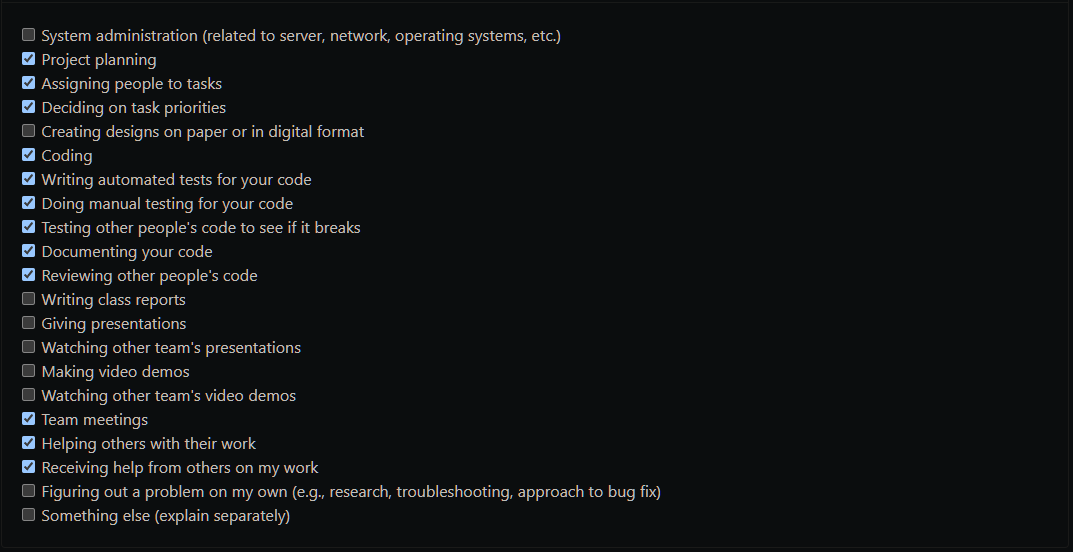 System administration (related to server, network, operating systems, etc.)
Project planning
Assigning people to tasks
Deciding on task priorities
Creating designs on paper or in digital format
Coding
Writing automated tests for your code
Doing manual testing for your code
Testing other people's code to see if it breaks
Documenting your code
Reviewing other people's code
Writing class reports
Giving presentations
Watching other team's presentations
Making video demos
Watching other team's video demos
Team meetings
Helping others with their work
Receiving help from others on my work
Figuring out a problem on my own (e.g., research, troubleshooting, approach to bug fix)
Something else (explain separately)